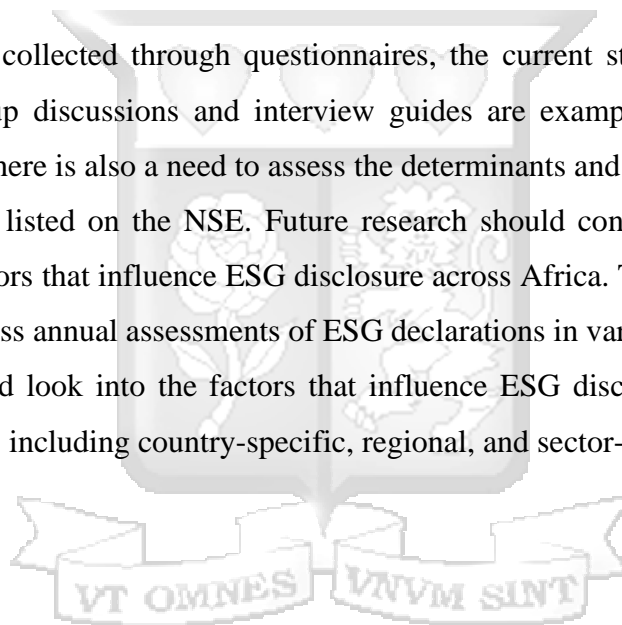 collected through questionnaires, the current st
up discussions and interview guides are examp
here is also a need to assess the determinants and
listed on the NSE. Future research should con
tors that influence ESG disclosure across Africa. T
ss annual assessments of ESG declarations in var
d look into the factors that influence ESG disc
including country-specific, regional, and sector-
VT OMNES VNVM SINT